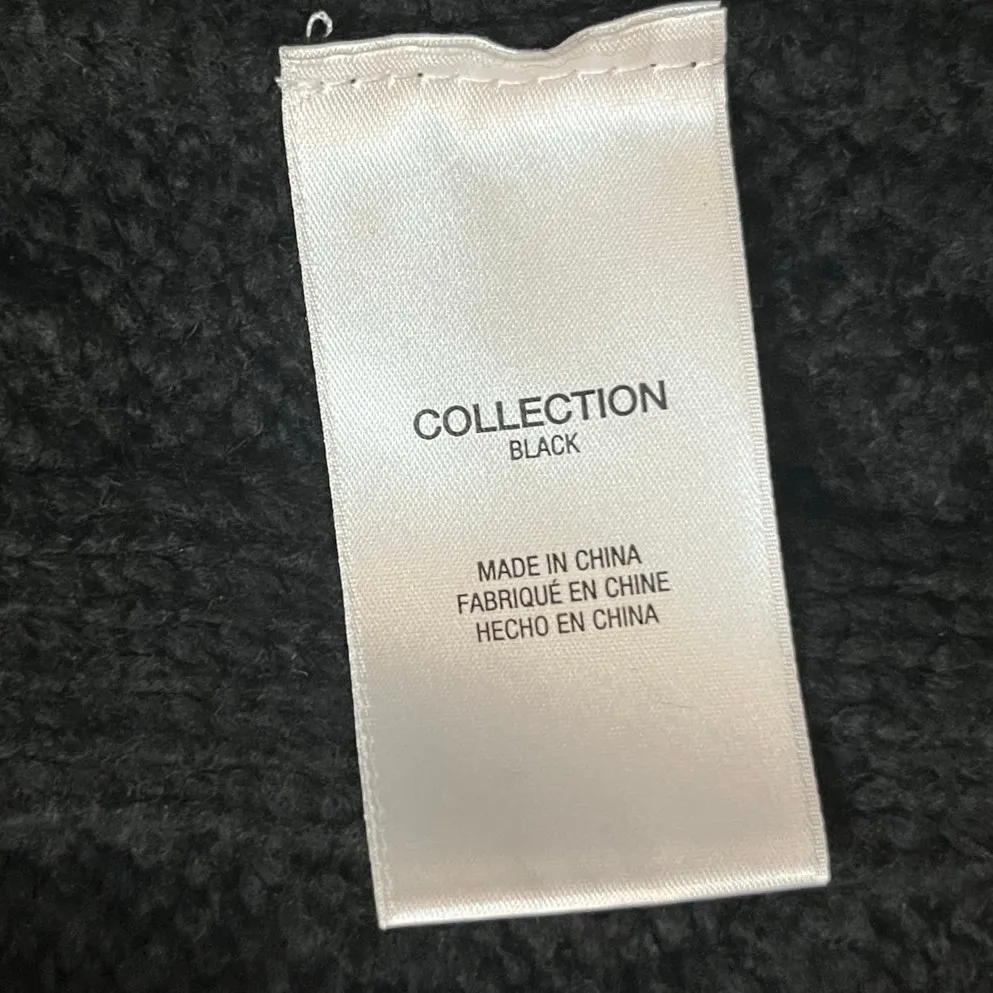 COLLECTION
BLACK
MADE IN CHINA
FABRIQUÉ EN CHINE
HECHO EN CHINA